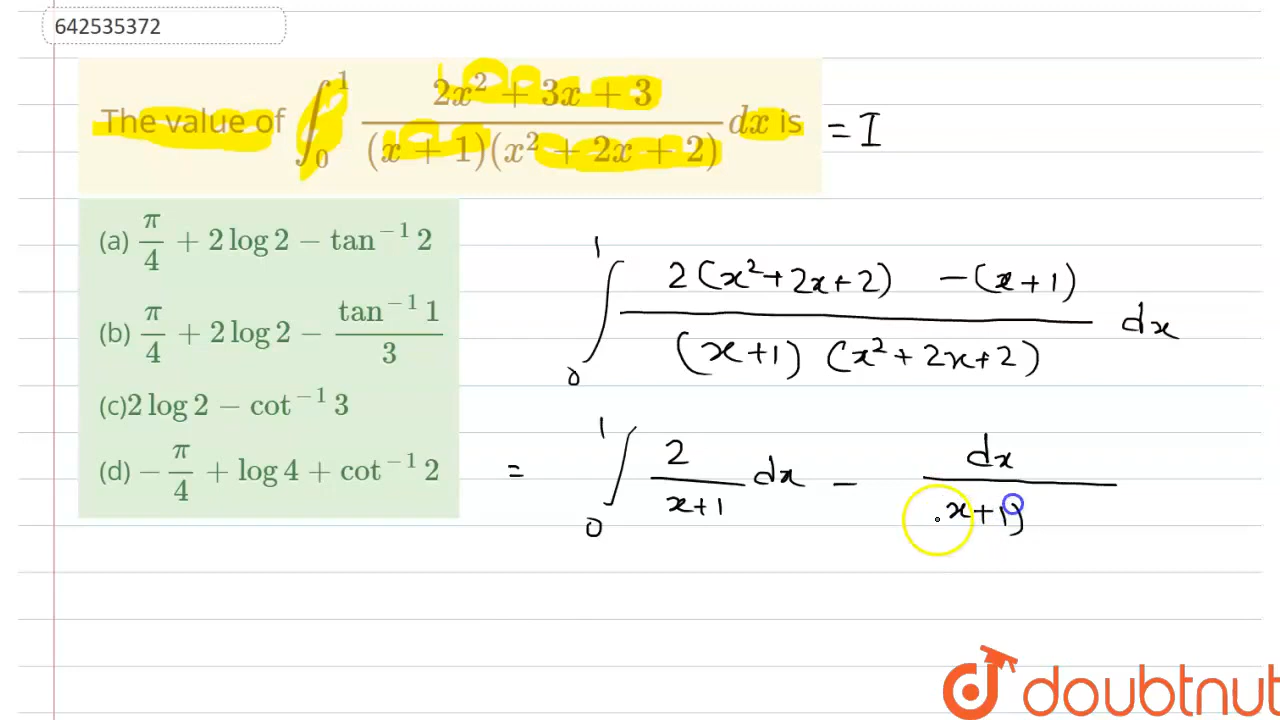 642535372
The value of ∫₀¹ (2x² + 3x + 3)/((x + 1)(x² + 2x + 2)) dx is = I
(a) π/4 + 2 log 2 − tan⁻¹ 2
(b) π/4 + 2 log 2 − (tan⁻¹ 1)/3
(c)2 log 2 − cot⁻¹ 3
(d) −π/4 + log 4 + cot⁻¹ 2
∫₀¹ (2(x²+2x+2) −(x+1))/((x+1) (x²+2x+2)) dx
= ∫₀¹ 2/(x+1) dx − dx/(x+1)
doubtnut